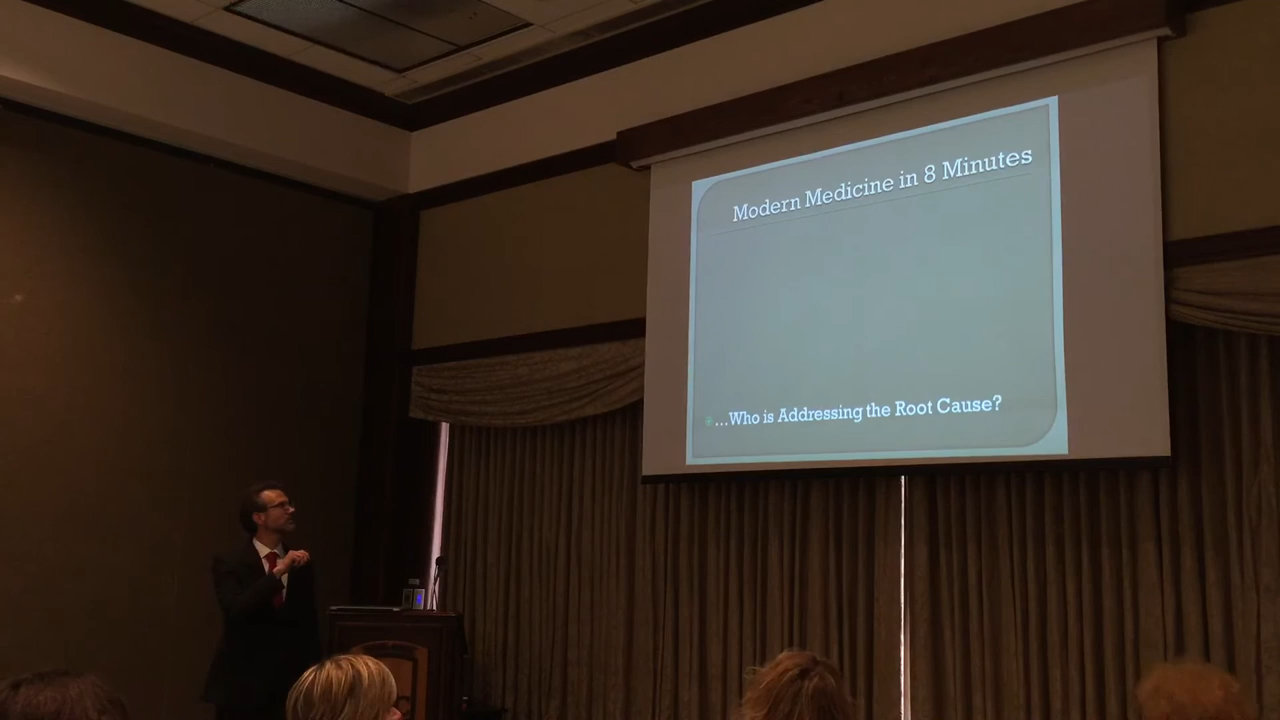 Modern Medicine in 8 Minutes
...Who is Addressing the Root Cause?